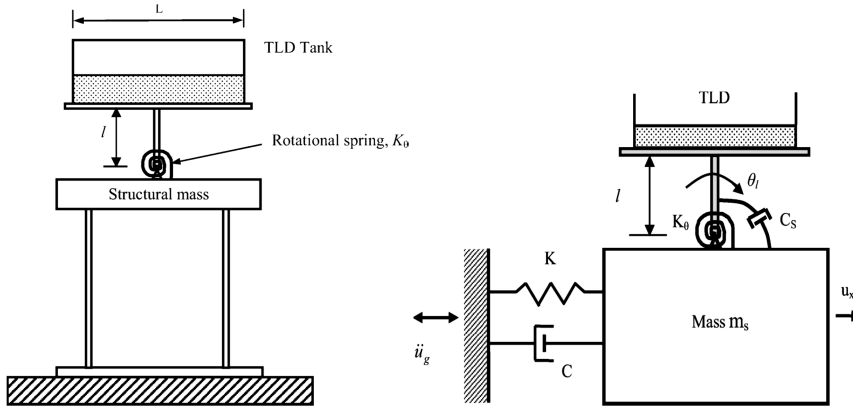 L
TLD Tank
l
Rotational spring, Kθ
Structural mass
TLD
l
θl
Kθ
CS
K
üg
C
Mass ms
ux